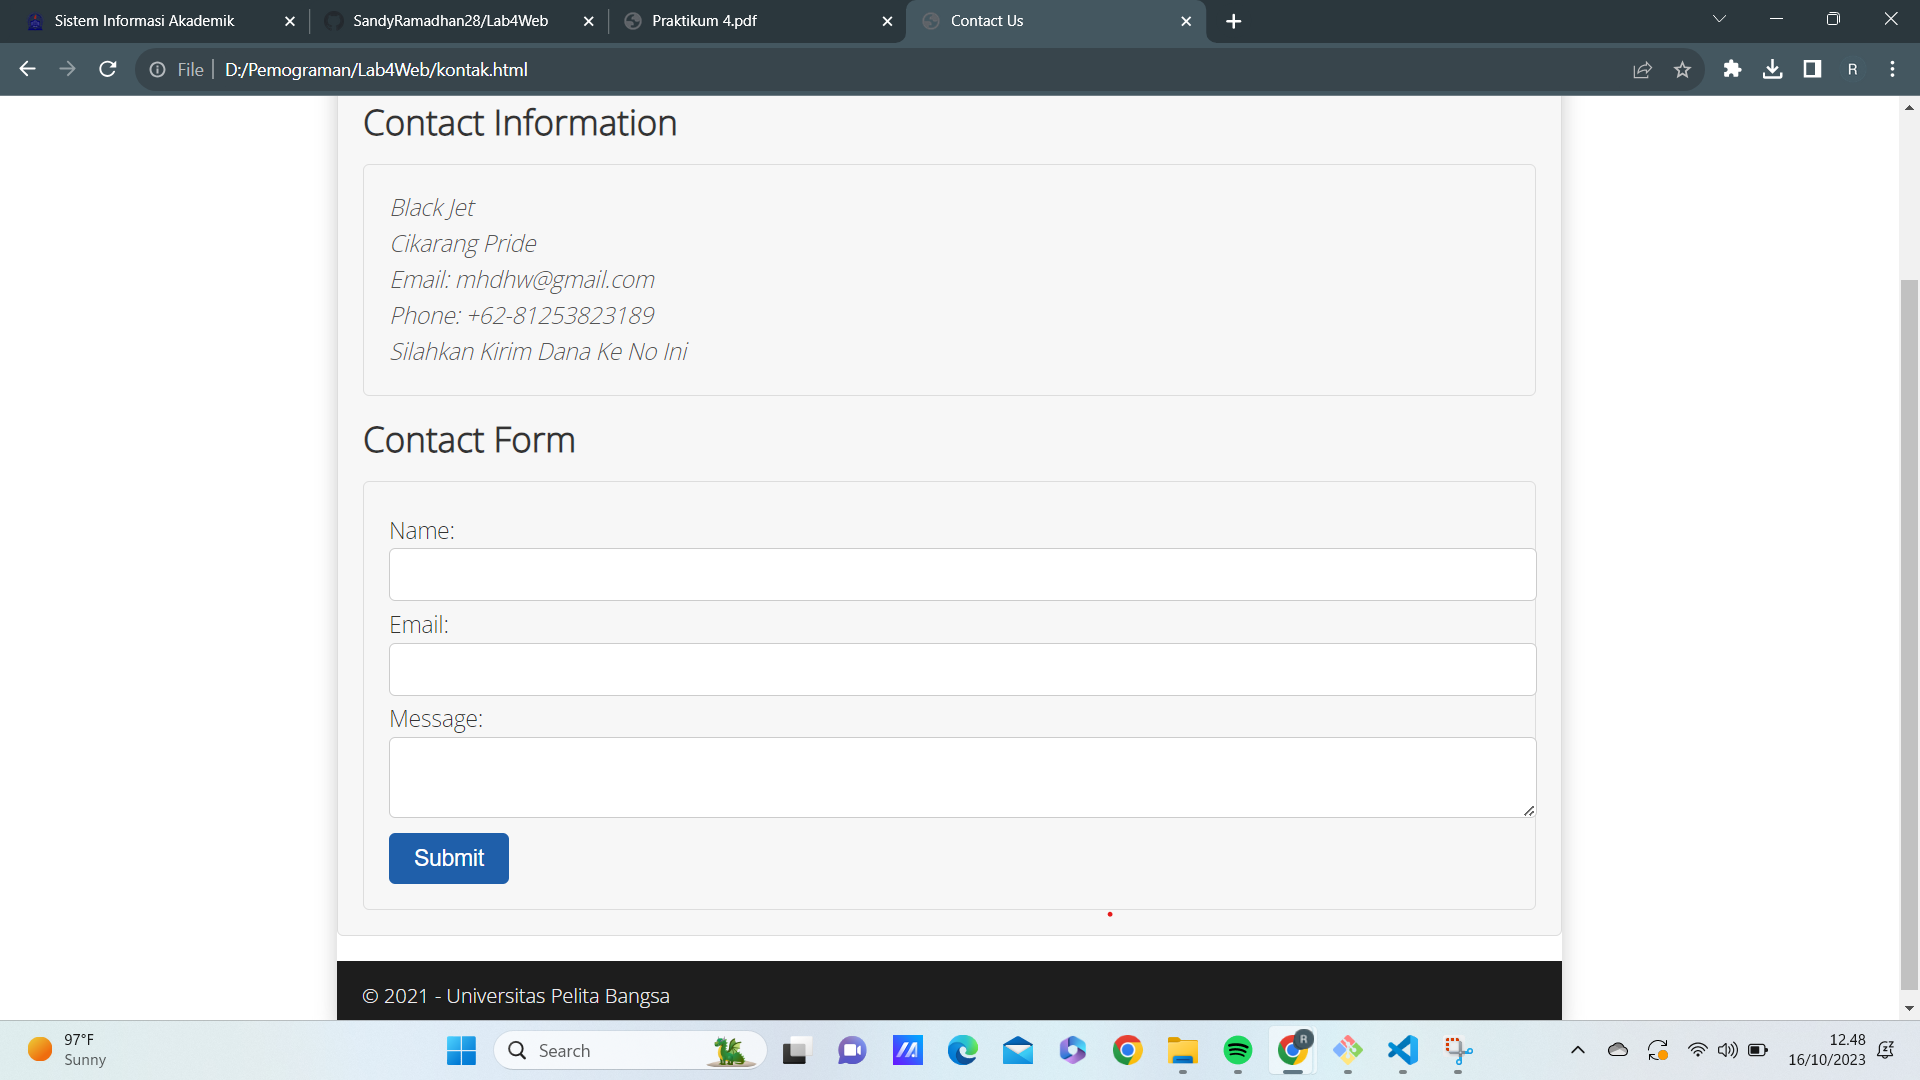 Sistem Informasi Akademik
SandyRamadhan28/Lab4Web
Praktikum 4.pdf
Contact Us
File
D:/Pemograman/Lab4Web/kontak.html
R
Contact Information
Black Jet
Cikarang Pride
Email: mhdhw@gmail.com
Phone: +62-81253823189
Silahkan Kirim Dana Ke No Ini
Contact Form
Name:
Email:
Message:
Submit
© 2021 - Universitas Pelita Bangsa
97°F
Sunny
Search
R
12.48
16/10/2023